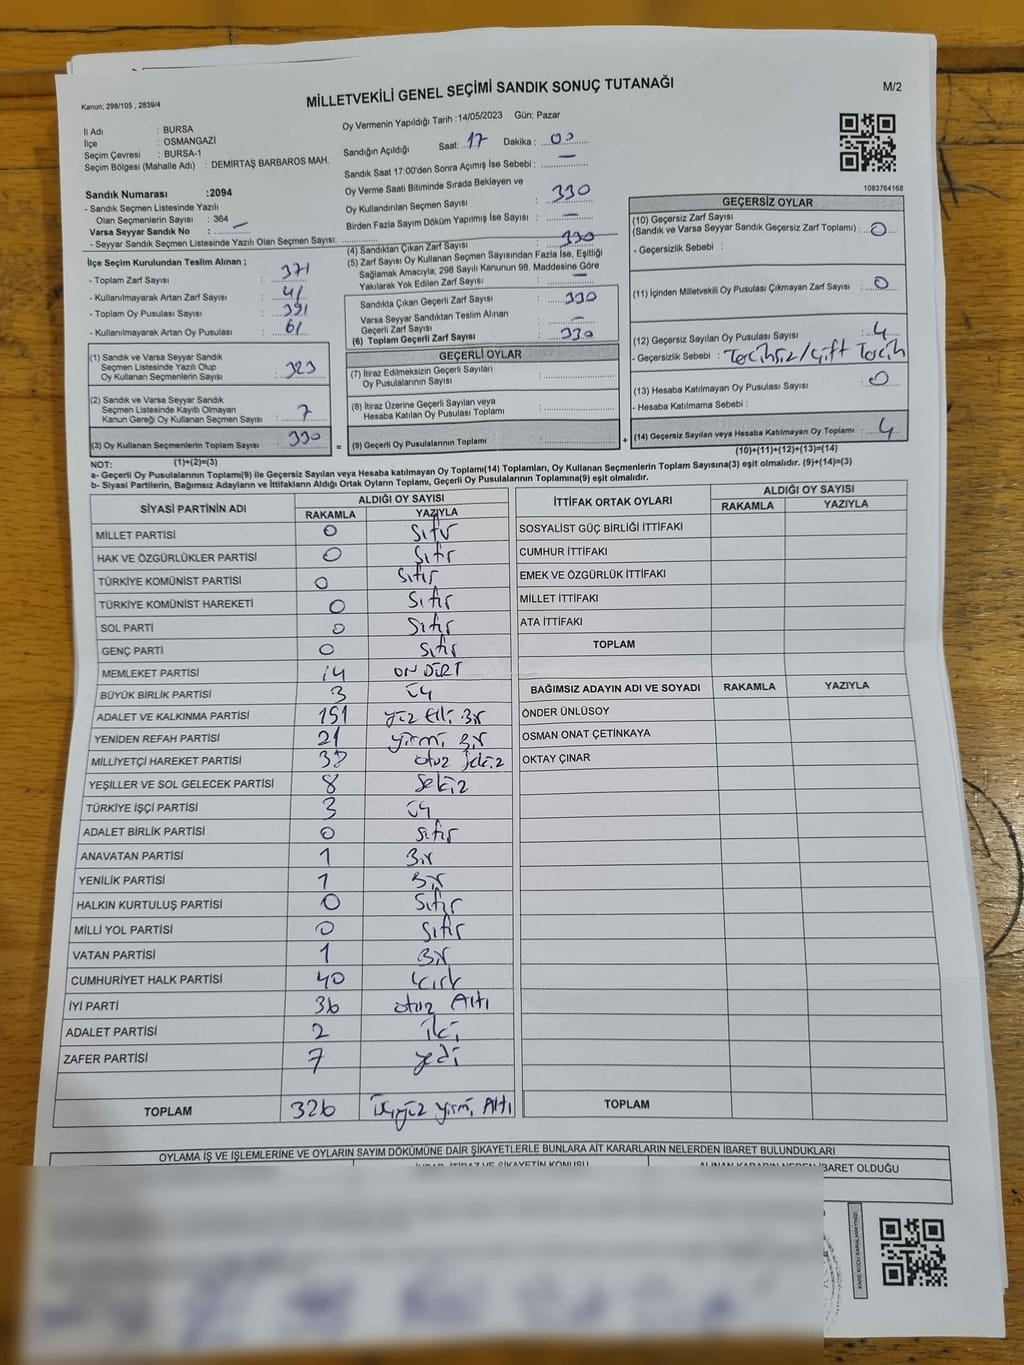 Kanun; 298/105 , 2839/4
MİLLETVEKİLİ GENEL SEÇİMİ SANDIK SONUÇ TUTANAĞI
M/2
İl Adı : BURSA
İlçe : OSMANGAZİ
Seçim Çevresi : BURSA-1
Seçim Bölgesi (Mahalle Adı) : DEMİRTAŞ BARBAROS MAH.
Oy Vermenin Yapıldığı Tarih :14/05/2023 Gün: Pazar
Sandığın Açıldığı Saat: 17 Dakika : 00
Sandık Saat 17:00'den Sonra Açımış İse Sebebi : —
Oy Verme Saati Bitiminde Sırada Bekleyen ve
Oy Kullandırılan Seçmen Sayısı : 330
Birden Fazla Sayım Döküm Yapılmış İse Sayısı : —
1083764168
Sandık Numarası :2094
- Sandık Seçmen Listesinde Yazılı
Olan Seçmenlerin Sayısı : 364
Varsa Seyyar Sandık No : —
- Seyyar Sandık Seçmen Listesinde Yazılı Olan Seçmen Sayısı:
İlçe Seçim Kurulundan Teslim Alınan ;
- Toplam Zarf Sayısı : 371
- Kullanılmayarak Artan Zarf Sayısı : 41
- Toplam Oy Pusulası Sayısı : 391
- Kullanılmayarak Artan Oy Pusulası : 61
(1) Sandık ve Varsa Seyyar Sandık
Seçmen Listesinde Yazılı Olup
Oy Kullanan Seçmenlerin Sayısı : 323
(2) Sandık ve Varsa Seyyar Sandık
Seçmen Listesinde Kayıtlı Olmayan
Kanun Gereği Oy Kullanan Seçmen Sayısı : 7
(3) Oy Kullanan Seçmenlerin Toplam Sayısı : 330
(1)+(2)=(3)
(4) Sandıktan Çıkan Zarf Sayısı : 330
(5) Zarf Sayısı Oy Kullanan Seçmen Sayısından Fazla İse, Eşitliği
Sağlamak Amacıyla; 298 Sayılı Kanunun 98. Maddesine Göre
Yakılarak Yok Edilen Zarf Sayısı :
Sandıkta Çıkan Geçerli Zarf Sayısı : 330
Varsa Seyyar Sandıktan Teslim Alınan
Geçerli Zarf Sayısı : —
(6) Toplam Geçerli Zarf Sayısı : 330
GEÇERLİ OYLAR
(7) İtiraz Edilmeksizin Geçerli Sayılan
Oy Pusulalarının Sayısı :
(8) İtiraz Üzerine Geçerli Sayılan veya
Hesaba Katılan Oy Pusulası Toplamı :
= (9) Geçerli Oy Pusulalarının Toplamı :
GEÇERSİZ OYLAR
(10) Geçersiz Zarf Sayısı
(Sandık ve Varsa Seyyar Sandık Geçersiz Zarf Toplamı) : 0
- Geçersizlik Sebebi :
(11) İçinden Milletvekili Oy Pusulası Çıkmayan Zarf Sayısı : 0
(12) Geçersiz Sayılan Oy Pusulası Sayısı : 4
- Geçersizlik Sebebi : Tercihsiz/Çift Tercih
(13) Hesaba Katılmayan Oy Pusulası Sayısı : 0
- Hesaba Katılmama Sebebi :
+ (14) Geçersiz Sayılan veya Hesaba Katılmayan Oy Toplamı : 4
(10)+(11)+(12)+(13)=(14)
NOT:
a- Geçerli Oy Pusulalarının Toplamı(9) ile Geçersiz Sayılan veya Hesaba katılmayan Oy Toplamı(14) Toplamları, Oy Kullanan Seçmenlerin Toplam Sayısına(3) eşit olmalıdır. (9)+(14)=(3)
b- Siyasi Partilerin, Bağımsız Adayların ve İttifakların Aldığı Ortak Oyların Toplamı, Geçerli Oy Pusulalarının Toplamına(9) eşit olmalıdır.
SİYASİ PARTİNİN ADI
ALDIĞI OY SAYISI
RAKAMLA YAZIYLA
MİLLET PARTİSİ 0 Sıfır
HAK VE ÖZGÜRLÜKLER PARTİSİ 0 Sıfır
TÜRKİYE KOMÜNİST PARTİSİ 0 Sıfır
TÜRKİYE KOMÜNİST HAREKETİ 0 Sıfır
SOL PARTİ 0 Sıfır
GENÇ PARTİ 0 Sıfır
MEMLEKET PARTİSİ 14 ON DÖRT
BÜYÜK BİRLİK PARTİSİ 3 üç
ADALET VE KALKINMA PARTİSİ 151 yüz Elli Bir
YENİDEN REFAH PARTİSİ 21 yirmi Bir
MİLLİYETÇİ HAREKET PARTİSİ 38 otuz sekiz
YEŞİLLER VE SOL GELECEK PARTİSİ 8 Sekiz
TÜRKİYE İŞÇİ PARTİSİ 3 üç
ADALET BİRLİK PARTİSİ 0 Sıfır
ANAVATAN PARTİSİ 1 Bir
YENİLİK PARTİSİ 1 Bir
HALKIN KURTULUŞ PARTİSİ 0 Sıfır
MİLLİ YOL PARTİSİ 0 Sıfır
VATAN PARTİSİ 1 Bir
CUMHURİYET HALK PARTİSİ 40 kırk
İYİ PARTİ 36 otuz Altı
ADALET PARTİSİ 2 iki
ZAFER PARTİSİ 7 yedi
TOPLAM 326 üçyüz yirmi Altı
İTTİFAK ORTAK OYLARI
ALDIĞI OY SAYISI
RAKAMLA YAZIYLA
SOSYALİST GÜÇ BİRLİĞİ İTTİFAKI
CUMHUR İTTİFAKI
EMEK VE ÖZGÜRLÜK İTTİFAKI
MİLLET İTTİFAKI
ATA İTTİFAKI
TOPLAM
BAĞIMSIZ ADAYIN ADI VE SOYADI RAKAMLA YAZIYLA
ÖNDER ÜNLÜSOY
OSMAN ONAT ÇETİNKAYA
OKTAY ÇINAR
TOPLAM
OYLAMA İŞ VE İŞLEMLERİNE VE OYLARIN SAYIM DÖKÜMÜNE DAİR ŞİKAYETLERLE BUNLARA AİT KARARLARIN NELERDEN İBARET BULUNDUKLARI
İHBAR, İTİRAZ VE ŞİKAYETİN KONUSU ALINAN KARARIN NEDEN İBARET OLDUĞU
KARE KODU KARALAMAYINIZ!